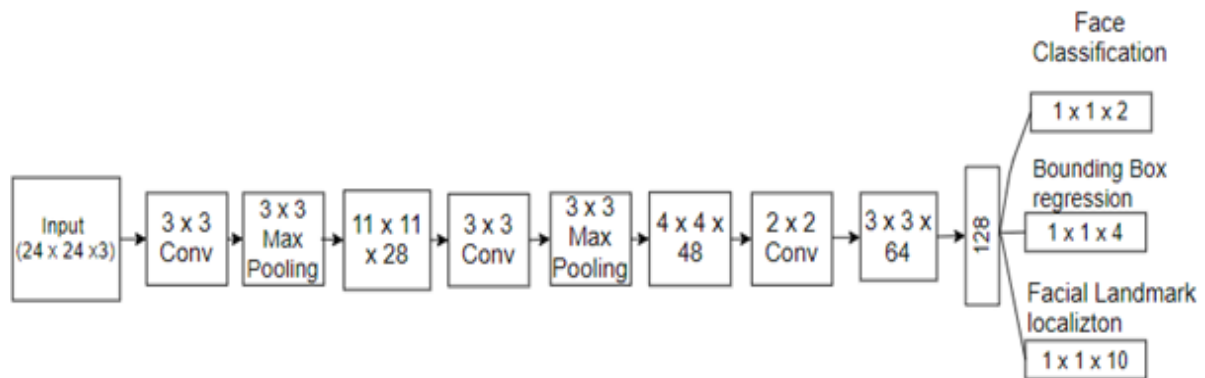 Input
(24 x 24 x3)
3 x 3
Conv
3 x 3
Max
Pooling
11 x 11
x 28
3 x 3
Conv
3 x 3
Max
Pooling
4 x 4 x
48
2 x 2
Conv
3 x 3 x
64
128
Face
Classification
1 x 1 x 2
Bounding Box
regression
1 x 1 x 4
Facial Landmark
localizton
1 x 1 x 10